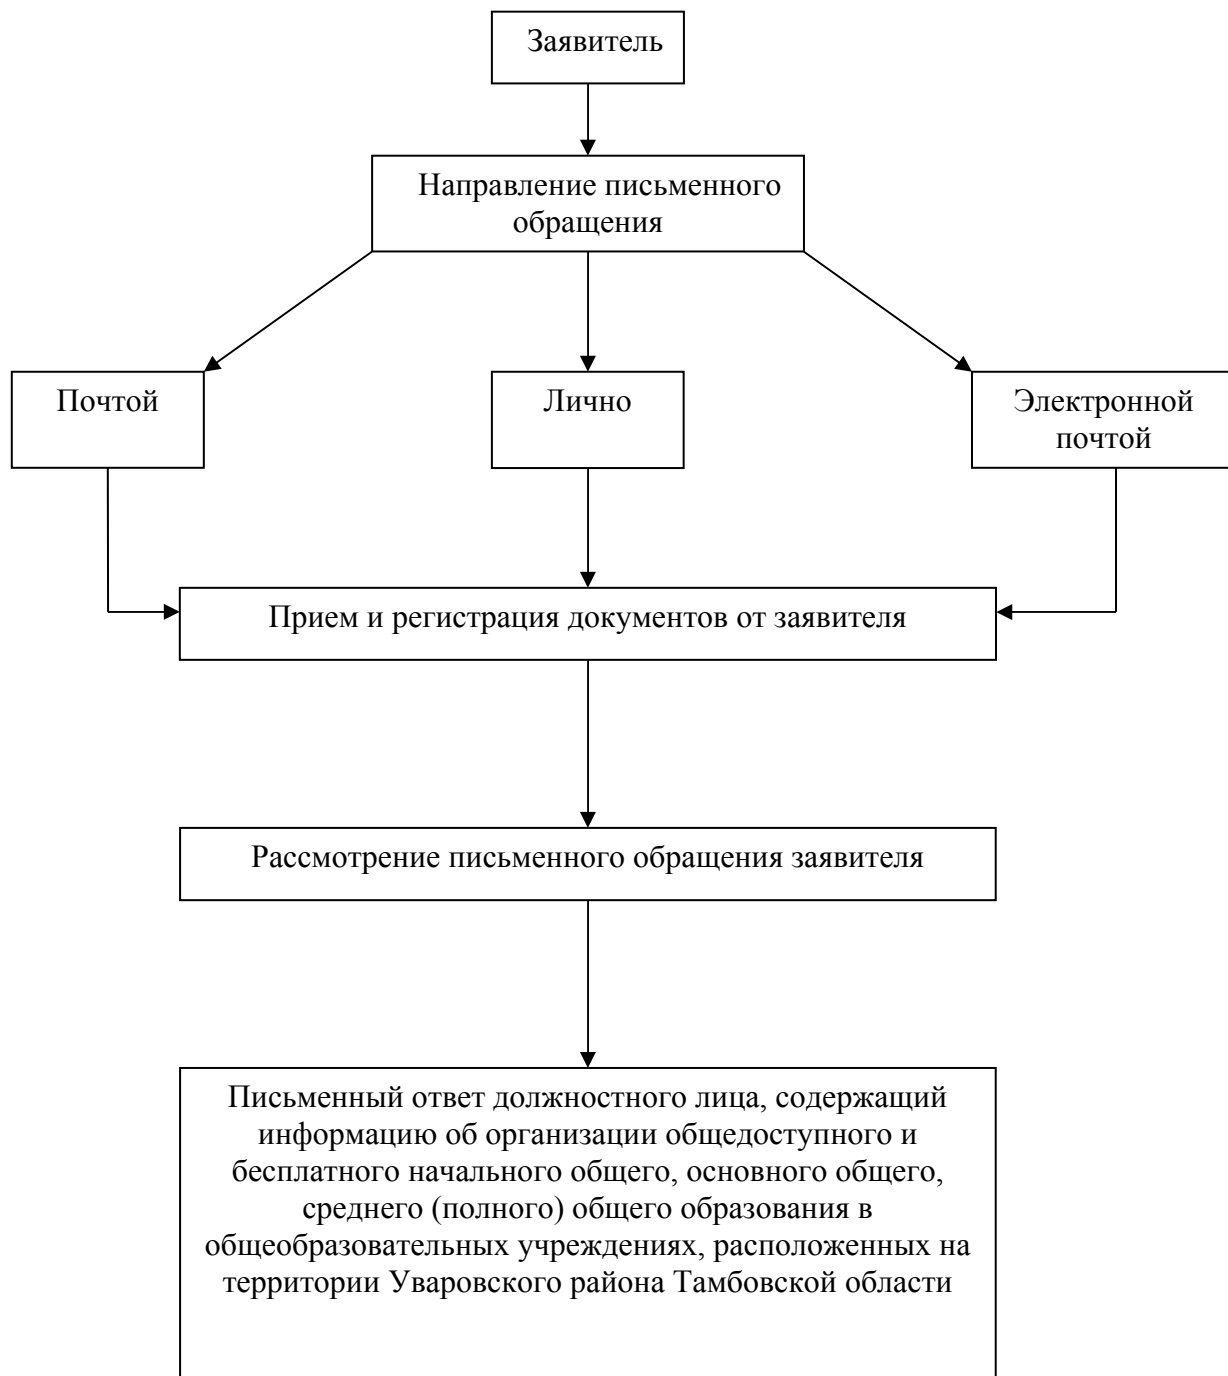 Заявитель
Направление письменного
обращения
Почтой
Лично
Электронной
почтой
Прием и регистрация документов от заявителя
Рассмотрение письменного обращения заявителя
Письменный ответ должностного лица, содержащий
информацию об организации общедоступного и
бесплатного начального общего, основного общего,
среднего (полного) общего образования в
общеобразовательных учреждениях, расположенных на
территории Уваровского района Тамбовской области